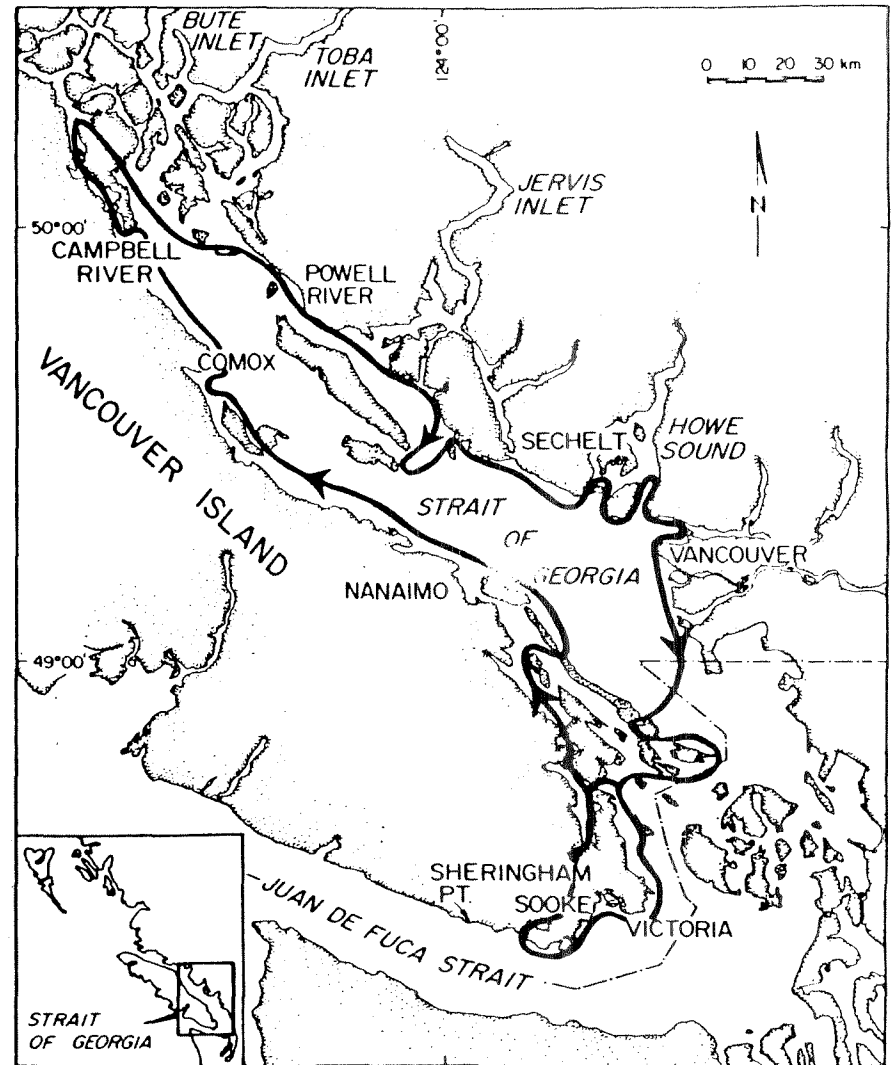 BUTE
INLET
TOBA
INLET
124°00'
0 10 20 30 km
JERVIS
INLET
N
50°00'
CAMPBELL
RIVER
POWELL
RIVER
COMOX
VANCOUVER ISLAND
SECHELT
HOWE
SOUND
STRAIT
OF
GEORGIA
VANCOUVER
NANAIMO
49°00'
SHERINGHAM
PT.
SOOKE
VICTORIA
JUAN DE FUCA STRAIT
STRAIT
OF GEORGIA